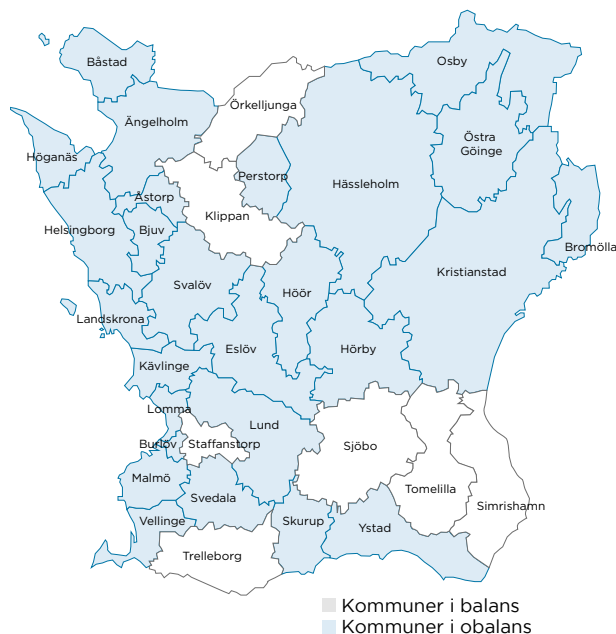 Båstad
Osby
Örkelljunga
Ängelholm
Östra
Göinge
Höganäs
Perstorp
Hässleholm
Åstorp
Klippan
Helsingborg
Bjuv
Bromölla
Kristianstad
Svalöv
Höör
Landskrona
Eslöv
Hörby
Kävlinge
Lomma
Lund
Burlöv
Staffanstorp
Sjöbo
Malmö
Svedala
Tomelilla
Simrishamn
Vellinge
Skurup
Ystad
Trelleborg
Kommuner i balans
Kommuner i obalans